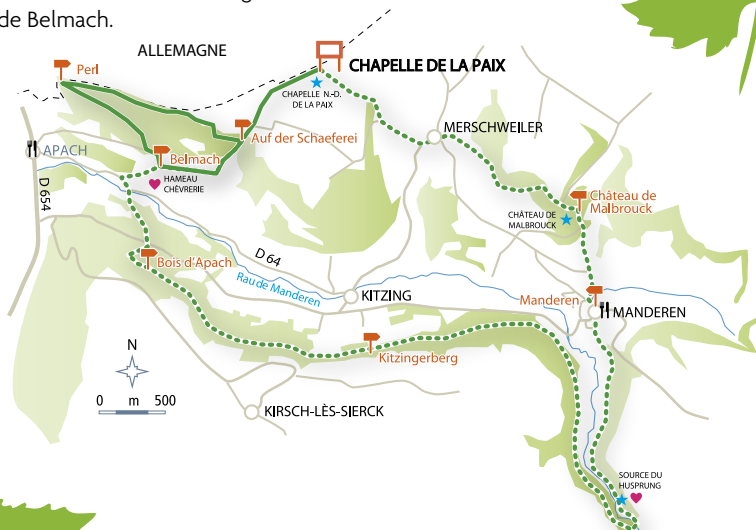 de Belmach.
ALLEMAGNE
Perl
CHAPELLE DE LA PAIX
CHAPELLE N.-D.
DE LA PAIX
MERSCHWEILER
Auf der Schaeferei
APACH
Belmach
HAMEAU
CHÈVRERIE
D 654
Château de
Malbrouck
CHÂTEAU DE
MALBROUCK
Bois d'Apach
D 64
Rau de Manderen
KITZING
Manderen
MANDEREN
Kitzingerberg
N
0 m 500
KIRSCH-LÈS-SIERCK
SOURCE DU
HUSPRUNG